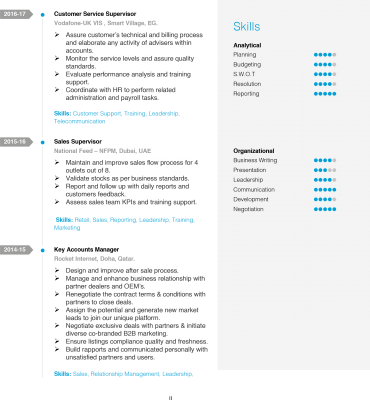 2016-17
Customer Service Supervisor
Vodafone-UK VIS , Smart Village, EG.
Assure customer's technical and billing process
and elaborate any activity of advisers within
accounts.
Monitor the service levels and assure quality
standards.
Evaluate performance analysis and training
support.
Coordinate with HR to perform related
administration and payroll tasks.
Skills: Customer Support, Training, Leadership,
Telecommunication
2015-16
Sales Supervisor
National Feed – NFPM, Dubai, UAE
Maintain and improve sales flow process for 4
outlets out of 8.
Validate stocks as per business standards.
Report and follow up with daily reports and
customers feedback.
Assess sales team KPIs and training support.
Skills: Retail, Sales, Reporting, Leadership, Training,
Marketing
2014-15
Key Accounts Manager
Rocket Internet, Doha, Qatar.
Design and improve after sale process.
Manage and enhance business relationship with
partner dealers and OEM's.
Renegotiate the contract terms & conditions with
partners to close deals.
Assign the potential and generate new market
leads to join our unique platform.
Negotiate exclusive deals with partners & initiate
diverse co-branded B2B marketing.
Ensure listings compliance quality and freshness.
Build rapports and communicated personally with
unsatisfied partners and users.
Skills: Sales, Relationship Management, Leadership,
Skills
Analytical
Planning
Budgeting
S.W.O.T
Resolution
Reporting
Organizational
Business Writing
Presentation
Leadership
Communication
Development
Negotiation
II